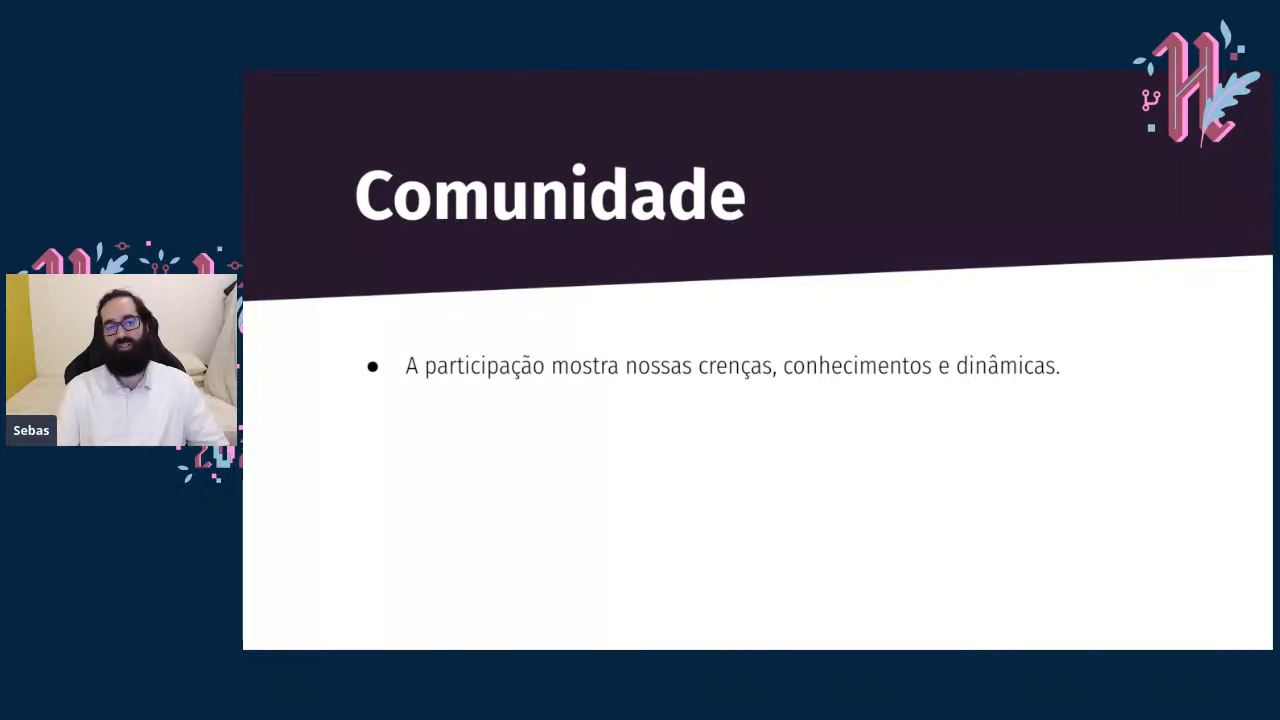 Comunidade
● A participação mostra nossas crenças, conhecimentos e dinâmicas.
Sebas